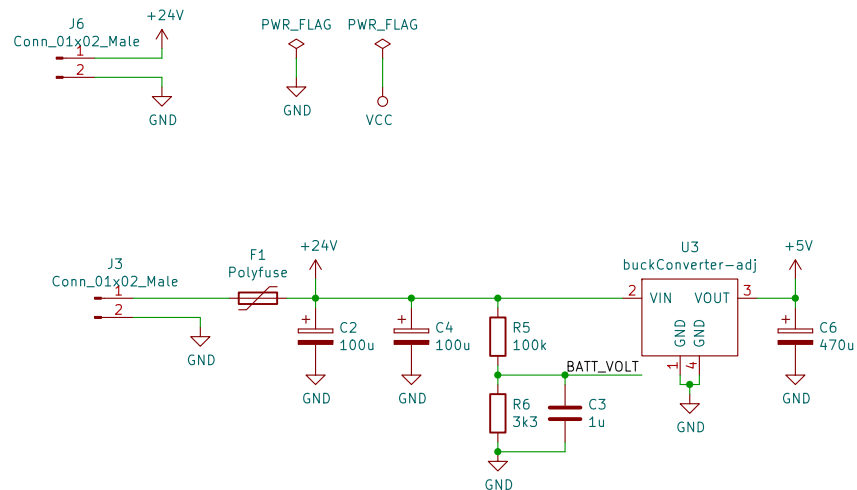 J6
Conn_01x02_Male
1
2
+24V
GND
PWR_FLAG
GND
PWR_FLAG
VCC
J3
Conn_01x02_Male
1
2
GND
F1
Polyfuse
+24V
C2
100u
GND
C4
100u
GND
R5
100k
BATT_VOLT
R6
3k3
C3
1u
GND
U3
buckConverter-adj
2
VIN
VOUT
3
GND
GND
1
4
GND
+5V
C6
470u
GND